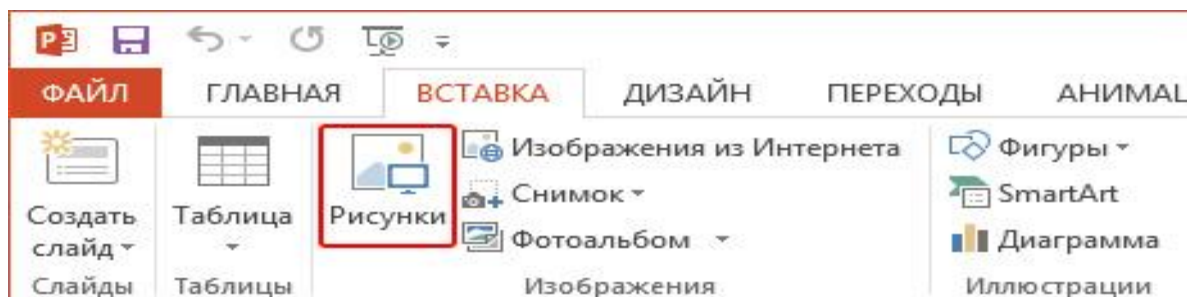 ФАЙЛ ГЛАВНАЯ ВСТАВКА ДИЗАЙН ПЕРЕХОДЫ АНИМАЦ
Создать слайд
Таблица
Рисунки
Изображения из Интернета
Снимок
Фотоальбом
Фигуры
SmartArt
Диаграмма
Слайды Таблицы Изображения Иллюстрации